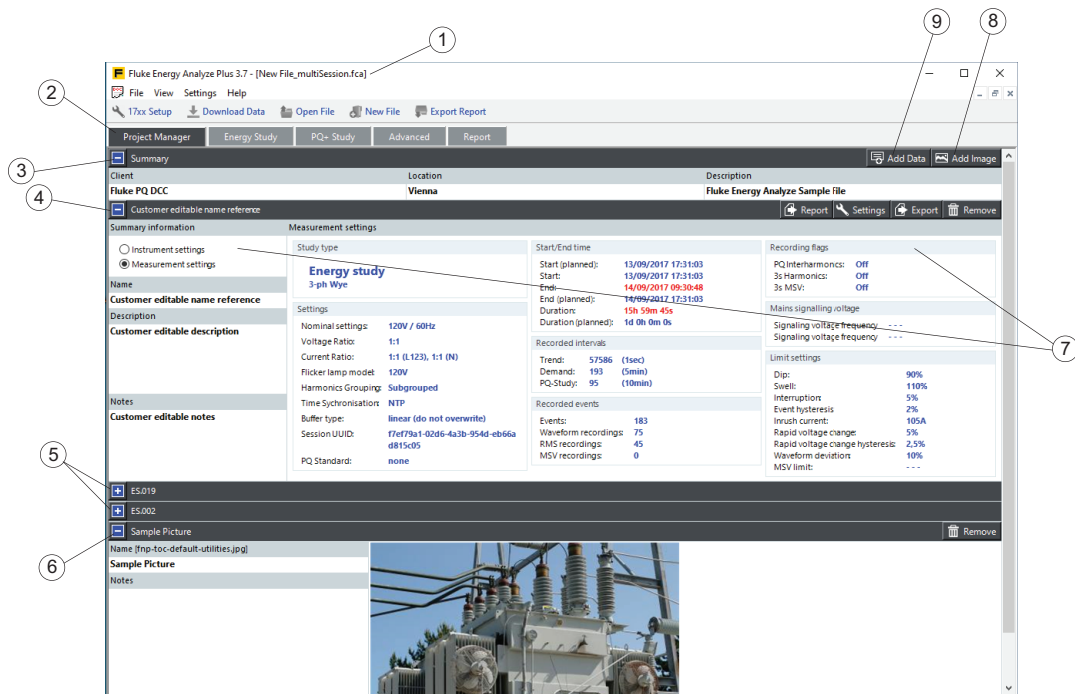 9
8
1
Fluke Energy Analyze Plus 3.7 - [New File_multiSession.fca]
2
File View Settings Help
17xx Setup Download Data Open File New File Export Report
Project Manager Energy Study PQ+ Study Advanced Report
3
Summary Add Data Add Image
Client Location Description
Fluke PQ DCC Vienna Fluke Energy Analyze Sample file
4
Customer editable name reference Report Settings Export Remove
Summary information Measurement settings
Instrument settings
Measurement settings
Name
Customer editable name reference
Description
Customer editable description
Notes
Customer editable notes
Study type
Energy study
3-ph Wye
Settings
Nominal settings: 120V / 60Hz
Voltage Ratio: 1:1
Current Ratio: 1:1 (L123), 1:1 (N)
Flicker lamp model: 120V
Harmonics Grouping: Subgrouped
Time Sychronisation: NTP
Buffer type: linear (do not overwrite)
Session UUID: f7ef79a1-02d6-4a3b-954d-eb66a
d815c05
PQ Standard: none
Start/End time
Start (planned): 13/09/2017 17:31:03
Start: 13/09/2017 17:31:03
End: 14/09/2017 09:30:48
End (planned): 14/09/2017 17:31:03
Duration: 15h 59m 45s
Duration (planned): 1d 0h 0m 0s
Recorded intervals
Trend: 57586 (1sec)
Demand: 193 (5min)
PQ-Study: 95 (10min)
Recorded events
Events: 183
Waveform recordings: 75
RMS recordings: 45
MSV recordings: 0
Recording flags
PQ Interharmonics: Off
3s Harmonics: Off
3s MSV: Off
Mains signalling voltage
Signaling voltage frequency - - -
Signaling voltage frequency - - -
7
Limit settings
Dip: 90%
Swell: 110%
Interruption: 5%
Event hysteresis 2%
Inrush current: 105A
Rapid voltage change: 5%
Rapid voltage change hysteresis: 2,5%
Waveform deviation: 10%
MSV limit: - - -
5
ES.019
ES.002
6
Sample Picture Remove
Name [fnp-toc-default-utilities.jpg]
Sample Picture
Notes